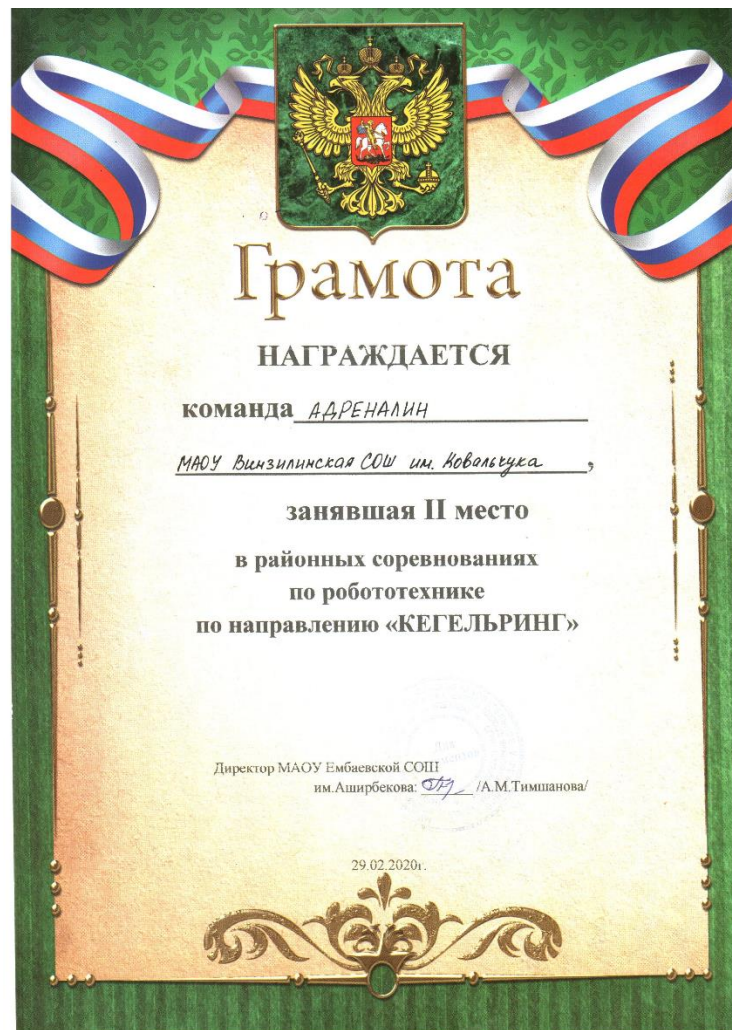 Грамота
НАГРАЖДАЕТСЯ
команда АДРЕНАЛИН
МАОУ Винзилинская СОШ им. Ковальчука,
занявшая II место
в районных соревнованиях
по робототехнике
по направлению «КЕГЕЛЬРИНГ»
Директор МАОУ Ембаевской СОШ
им.Аширбекова: /А.М.Тимшанова/
29.02.2020г.